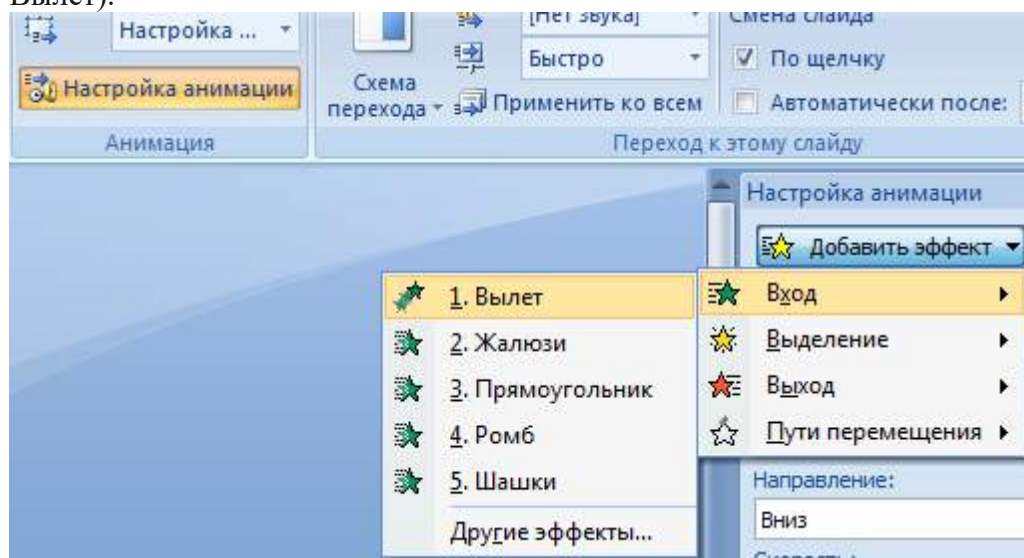 Вылет).
[Нет звука]
Смена слайда
Настройка ...
Быстро
По щелчку
Настройка анимации
Схема перехода
Применить ко всем
Автоматически после:
Анимация
Переход к этому слайду
Настройка анимации
Добавить эффект
1. Вылет
Вход
2. Жалюзи
Выделение
3. Прямоугольник
Выход
4. Ромб
Пути перемещения
5. Шашки
Направление:
Другие эффекты...
Вниз
Скорость: